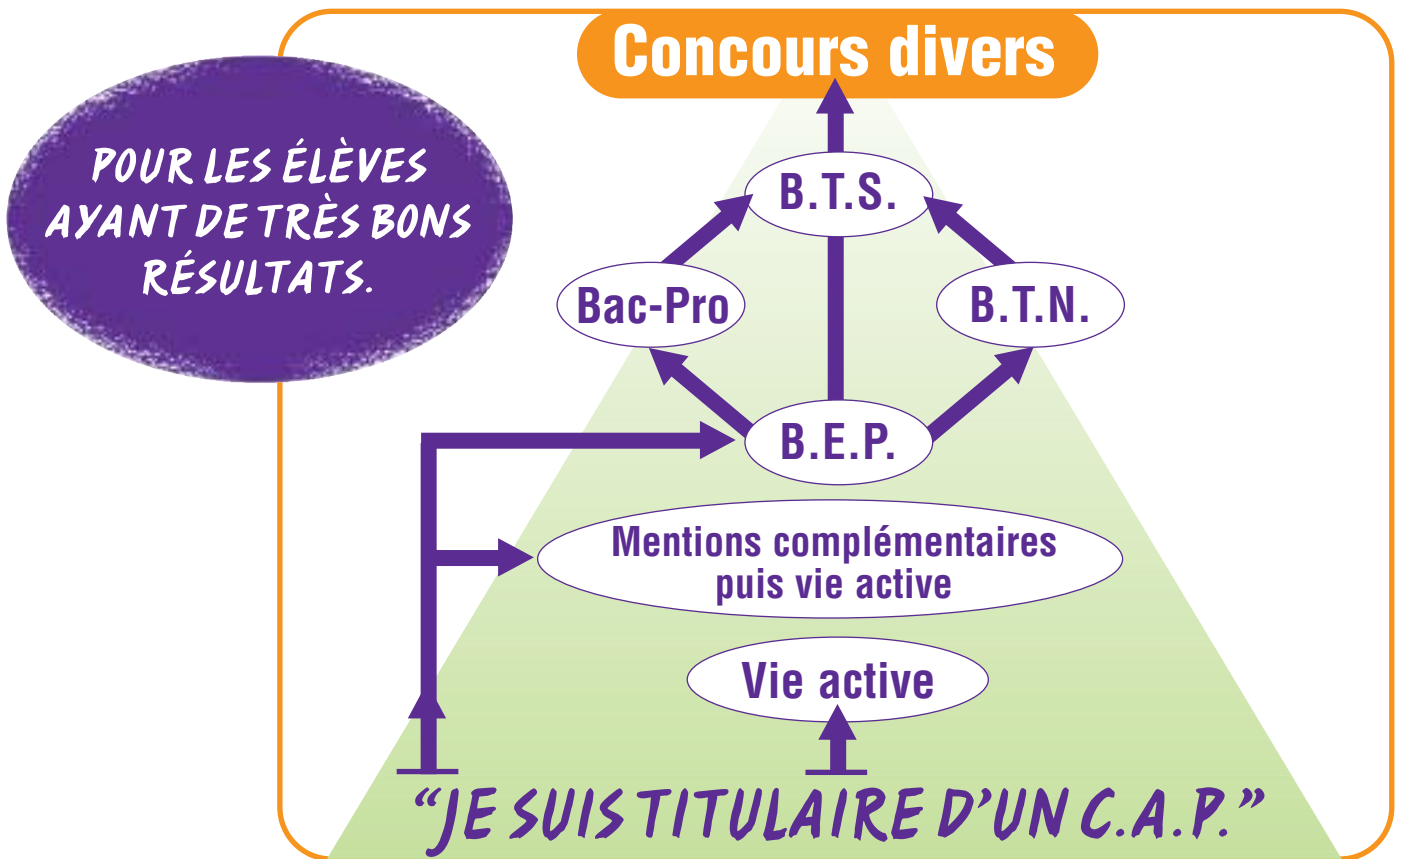 Concours divers
POUR LES ÉLÈVES
AYANT DE TRÈS BONS
RÉSULTATS.
B.T.S.
Bac-Pro
B.T.N.
B.E.P.
Mentions complémentaires
puis vie active
Vie active
“JE SUIS TITULAIRE D’UN C.A.P.”